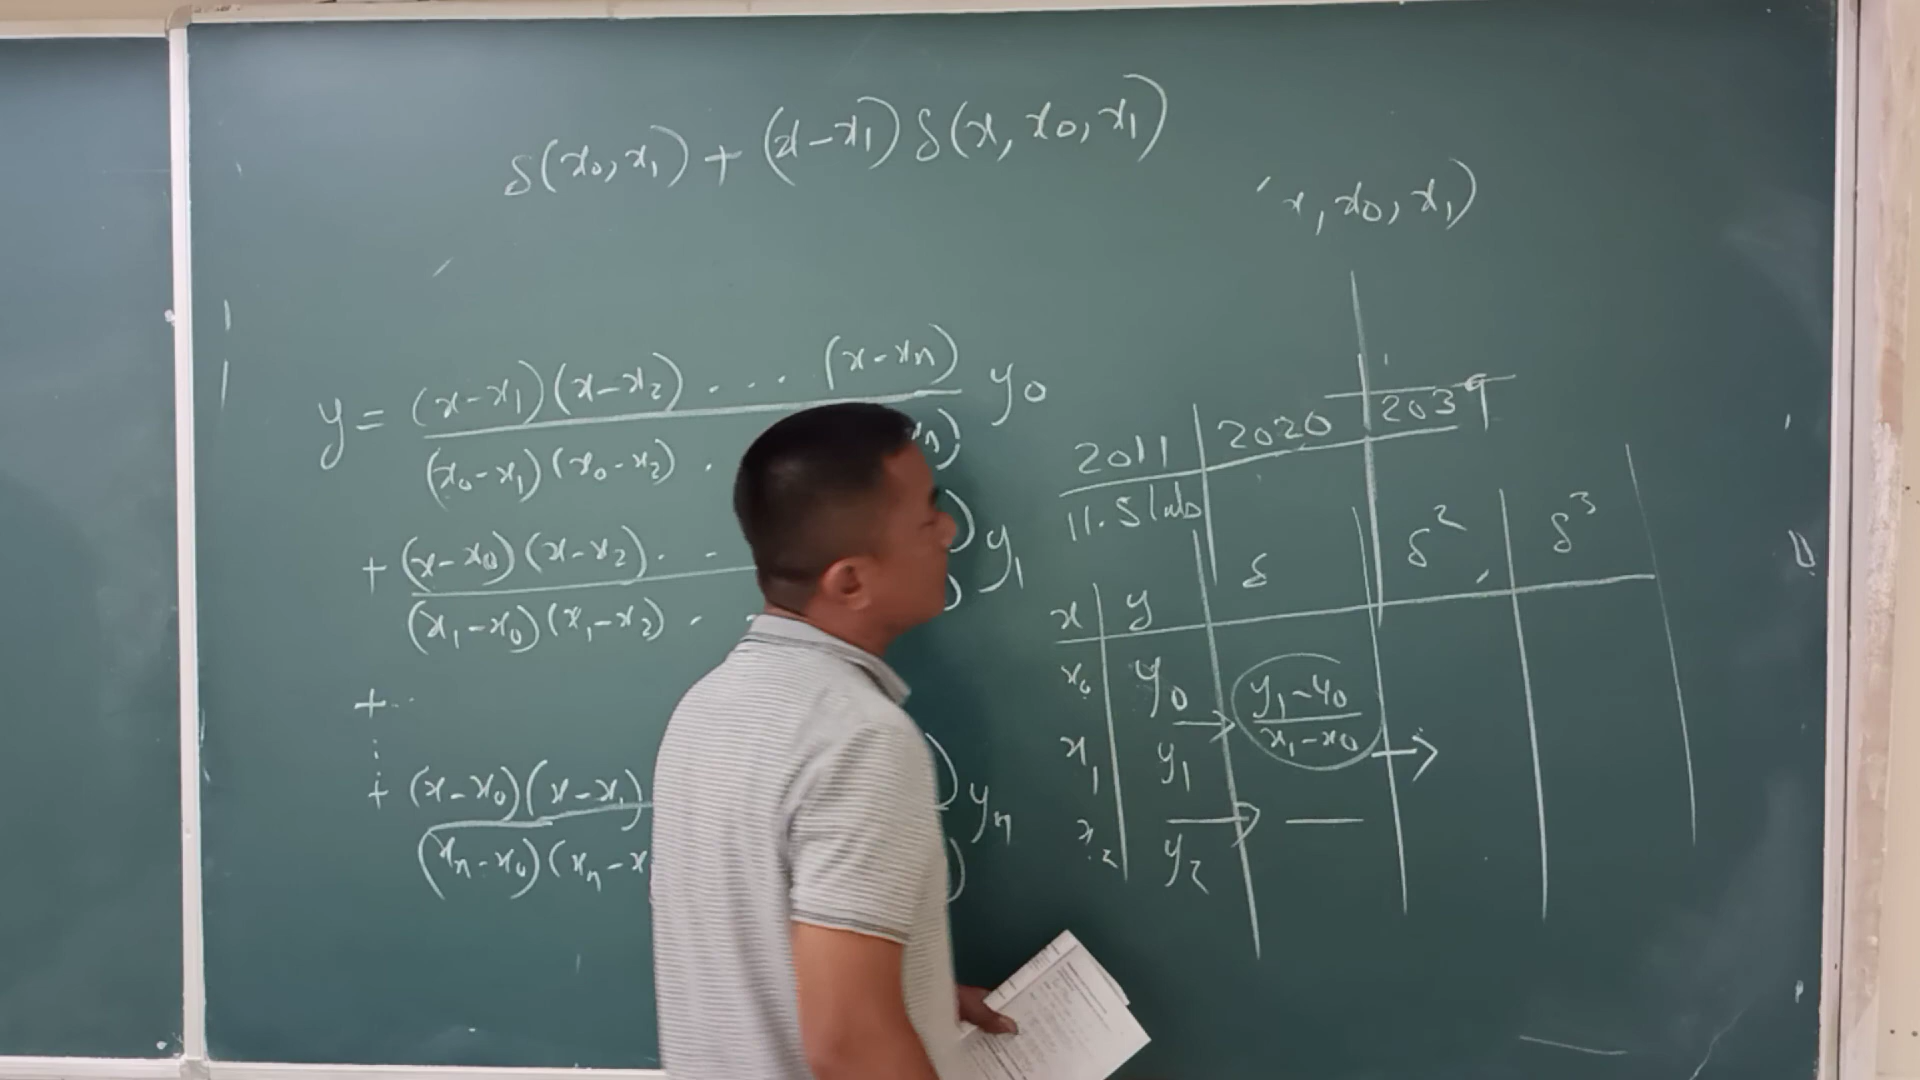 δ(x₀, x₁) + (x-x₁) δ(x, x₀, x₁)
x, x₀, x₁)
y = (x-x₁)(x-x₂) .... (x-xₙ) y₀
(x₀-x₁)(x₀-x₂) . ₙ)
+ (x-x₀)(x-x₂). .. ) y₁
(x₁-x₀)(x₁-x₂) . . )
+..
:
+ (x-x₀)(x-x₁) ) yₙ
(xₙ-x₀)(xₙ-x )
2011 2020 2039
11.5 lakh
x y δ δ² δ³
x₀ y₀ → y₁-y₀
x₁-x₀ →
x₁ y₁
→ —
x₂ y₂